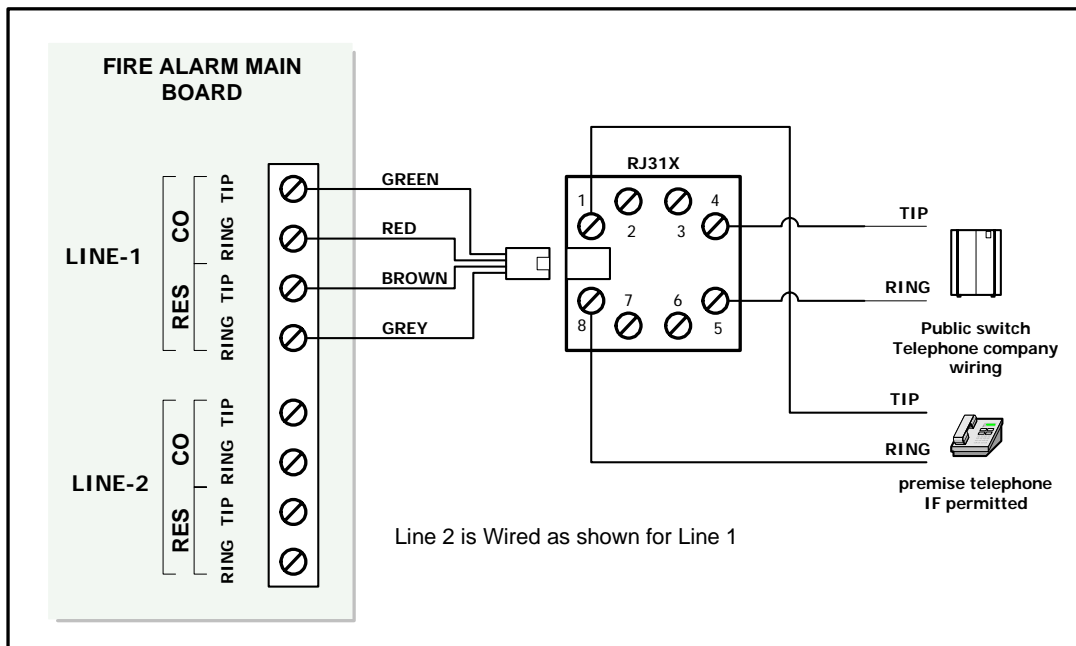 FIRE ALARM MAIN
BOARD
LINE-1
CO
RES
TIP
RING
TIP
RING
GREEN
RED
BROWN
GREY
LINE-2
CO
RES
TIP
RING
TIP
RING
RJ31X
1
2
3
4
8
7
6
5
TIP
RING
Public switch
Telephone company
wiring
TIP
RING
premise telephone
IF permitted
Line 2 is Wired as shown for Line 1